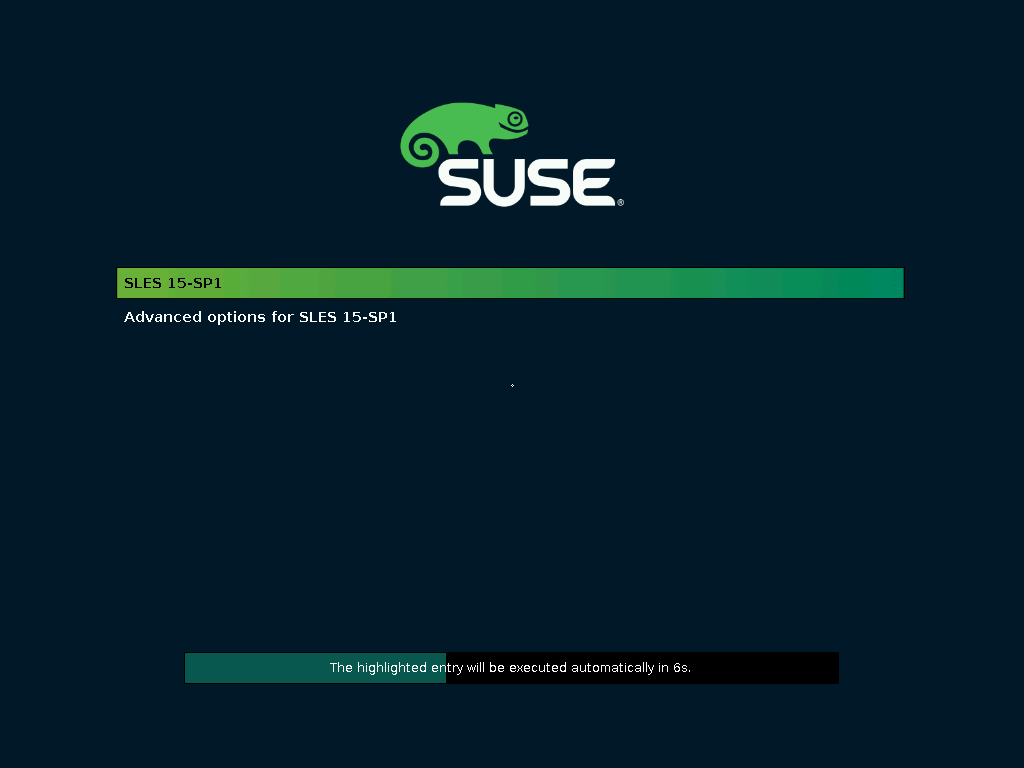 SUSE®
SLES 15-SP1
Advanced options for SLES 15-SP1
The highlighted entry will be executed automatically in 6s.